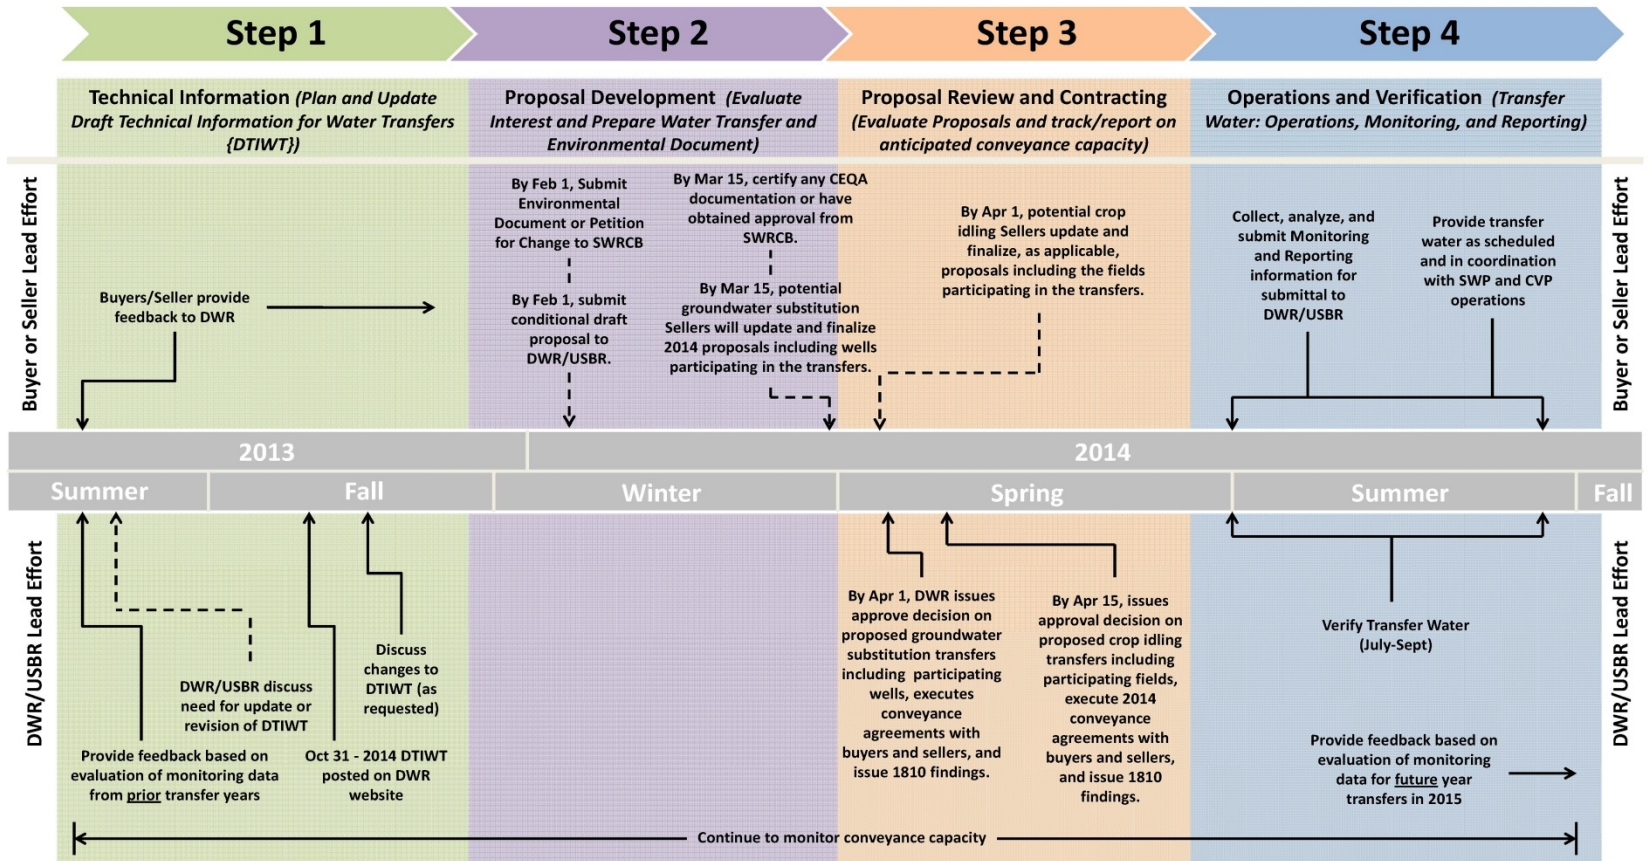 Step 1
Step 2
Step 3
Step 4
Technical Information (Plan and Update
Draft Technical Information for Water Transfers
{DTIWT})
Proposal Development (Evaluate
Interest and Prepare Water Transfer and
Environmental Document)
Proposal Review and Contracting
(Evaluate Proposals and track/report on
anticipated conveyance capacity)
Operations and Verification (Transfer
Water: Operations, Monitoring, and Reporting)
Buyer or Seller Lead Effort
Buyers/Seller provide
feedback to DWR
By Feb 1, Submit
Environmental
Document or Petition
for Change to SWRCB
By Feb 1, submit
conditional draft
proposal to
DWR/USBR.
By Mar 15, certify any CEQA
documentation or have
obtained approval from
SWRCB.
By Mar 15, potential
groundwater substitution
Sellers will update and finalize
2014 proposals including wells
participating in the transfers.
By Apr 1, potential crop
idling Sellers update and
finalize, as applicable,
proposals including the fields
participating in the transfers.
Collect, analyze, and
submit Monitoring
and Reporting
information for
submittal to
DWR/USBR
Provide transfer
water as scheduled
and in coordination
with SWP and CVP
operations
Buyer or Seller Lead Effort
2013
2014
Summer
Fall
Winter
Spring
Summer
Fall
DWR/USBR Lead Effort
Provide feedback based on
evaluation of monitoring data
from prior transfer years
DWR/USBR discuss
need for update or
revision of DTIWT
Oct 31 - 2014 DTIWT
posted on DWR
website
Discuss
changes to
DTIWT (as
requested)
By Apr 1, DWR issues
approve decision on
proposed groundwater
substitution transfers
including participating
wells, executes
conveyance
agreements with
buyers and sellers, and
issue 1810 findings.
By Apr 15, issues
approval decision on
proposed crop idling
transfers including
participating fields,
execute 2014
conveyance
agreements with
buyers and sellers,
and issue 1810
findings.
Verify Transfer Water
(July-Sept)
Provide feedback based on
evaluation of monitoring
data for future year
transfers in 2015
DWR/USBR Lead Effort
Continue to monitor conveyance capacity